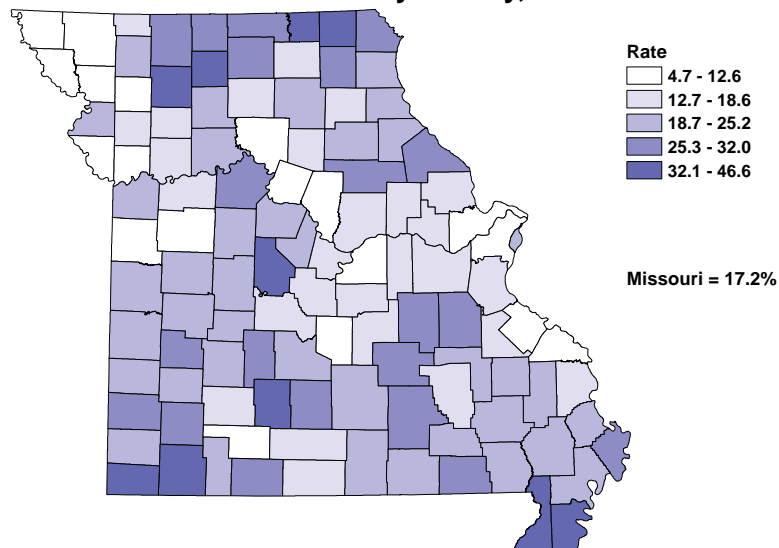 Rate
4.7 - 12.6
12.7 - 18.6
18.7 - 25.2
25.3 - 32.0
32.1 - 46.6
Missouri = 17.2%